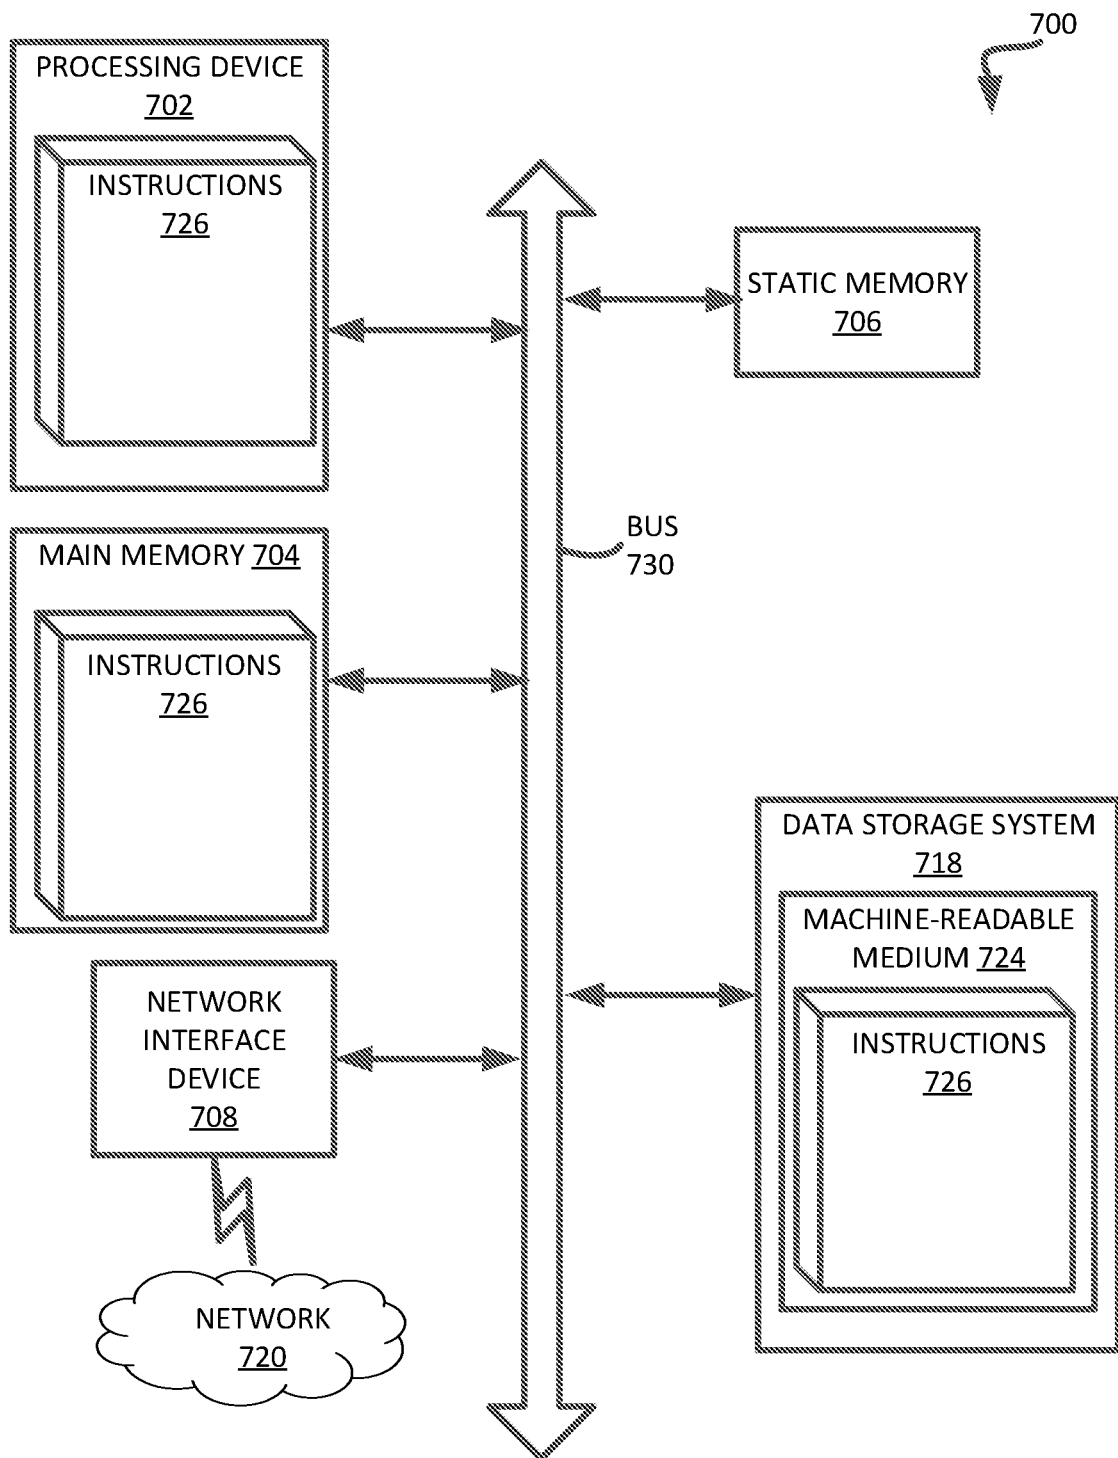 700
PROCESSING DEVICE
702
INSTRUCTIONS
726
STATIC MEMORY
706
BUS
730
MAIN MEMORY 704
INSTRUCTIONS
726
DATA STORAGE SYSTEM
718
MACHINE-READABLE
MEDIUM 724
INSTRUCTIONS
726
NETWORK
INTERFACE
DEVICE
708
NETWORK
720